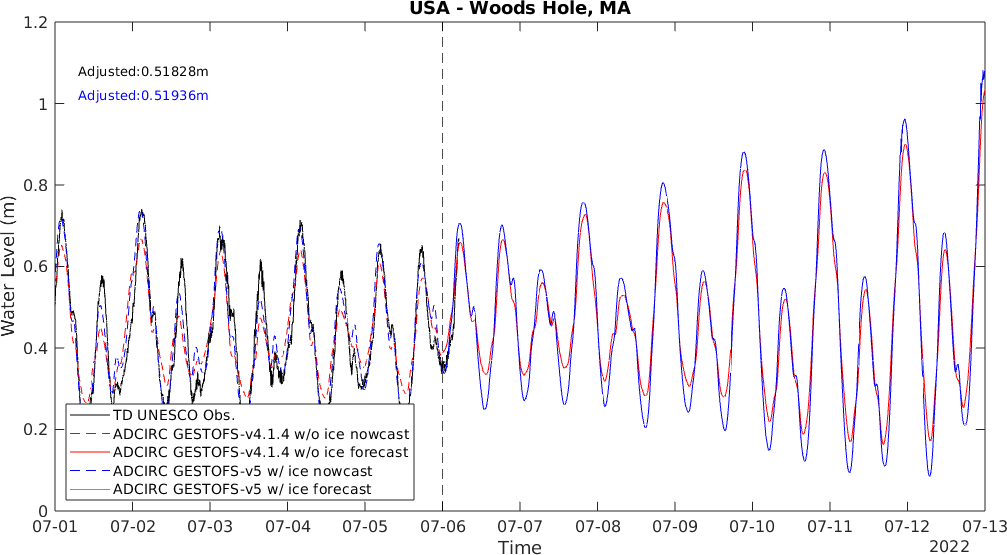 USA - Woods Hole, MA
Adjusted:0.51828m
Adjusted:0.51936m
Water Level (m)
1.2
1
0.8
0.6
0.4
0.2
0
TD UNESCO Obs.
ADCIRC GESTOFS-v4.1.4 w/o ice nowcast
ADCIRC GESTOFS-v4.1.4 w/o ice forecast
ADCIRC GESTOFS-v5 w/ ice nowcast
ADCIRC GESTOFS-v5 w/ ice forecast
07-01 07-02 07-03 07-04 07-05 07-06 07-07 07-08 07-09 07-10 07-11 07-12 07-13
Time
2022